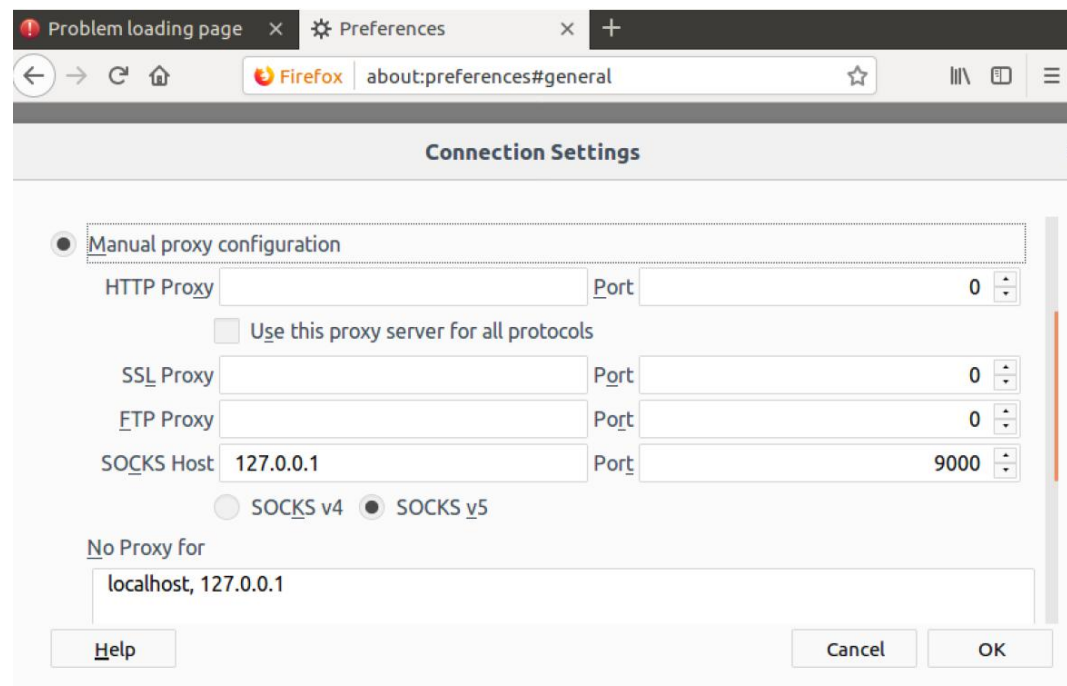 Problem loading page
Preferences
Firefox about:preferences#general
Connection Settings
Manual proxy configuration
HTTP Proxy Port 0
Use this proxy server for all protocols
SSL Proxy Port 0
FTP Proxy Port 0
SOCKS Host 127.0.0.1 Port 9000
SOCKS v4 SOCKS v5
No Proxy for
localhost, 127.0.0.1
Help Cancel OK